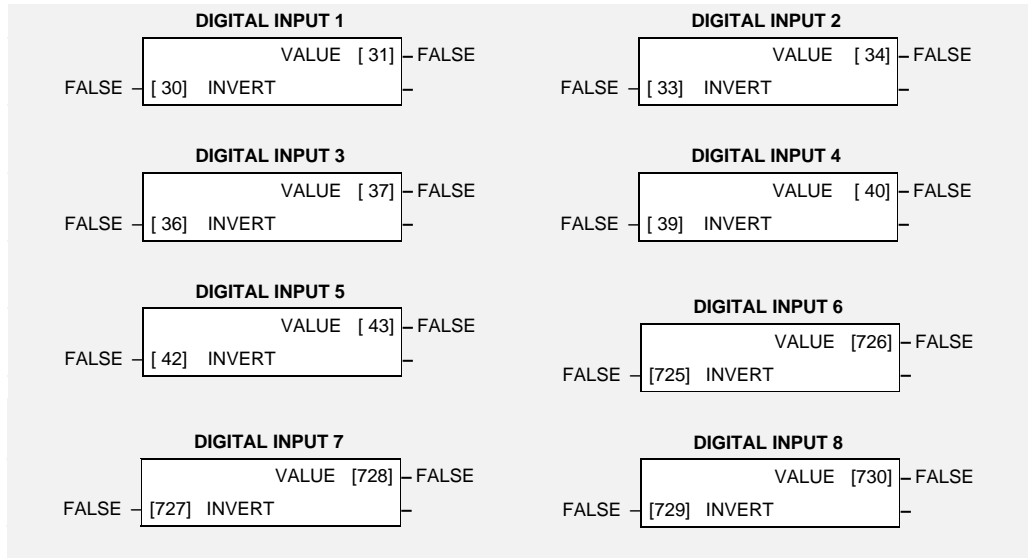 DIGITAL INPUT 1
VALUE [ 31] – FALSE
FALSE – [ 30] INVERT –
DIGITAL INPUT 2
VALUE [ 34] – FALSE
FALSE – [ 33] INVERT –
DIGITAL INPUT 3
VALUE [ 37] – FALSE
FALSE – [ 36] INVERT –
DIGITAL INPUT 4
VALUE [ 40] – FALSE
FALSE – [ 39] INVERT –
DIGITAL INPUT 5
VALUE [ 43] – FALSE
FALSE – [ 42] INVERT –
DIGITAL INPUT 6
VALUE [726] – FALSE
FALSE – [725] INVERT –
DIGITAL INPUT 7
VALUE [728] – FALSE
FALSE – [727] INVERT –
DIGITAL INPUT 8
VALUE [730] – FALSE
FALSE – [729] INVERT –